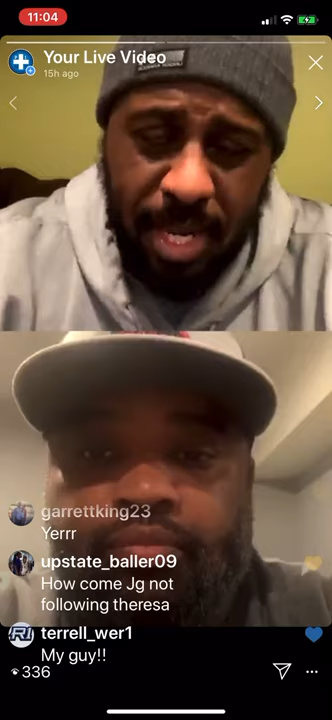 11:04
Your Live Video
15h ago
garrettking23
Yerrr
upstate_baller09
How come Jg not
following theresa
terrell_wer1
My guy!!
336